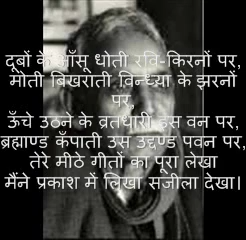 दूबों के आँसू धोती रवि-किरनों पर,
मोती बिखराती विन्ध्या के झरनों
पर,
ऊँचे उठने के व्रतधारी इस वन पर,
ब्रह्माण्ड कँपाती उस उद्दण्ड पवन पर,
तेरे मीठे गीतों का पूरा लेखा
मैंने प्रकाश में लिखा सजीला देखा।